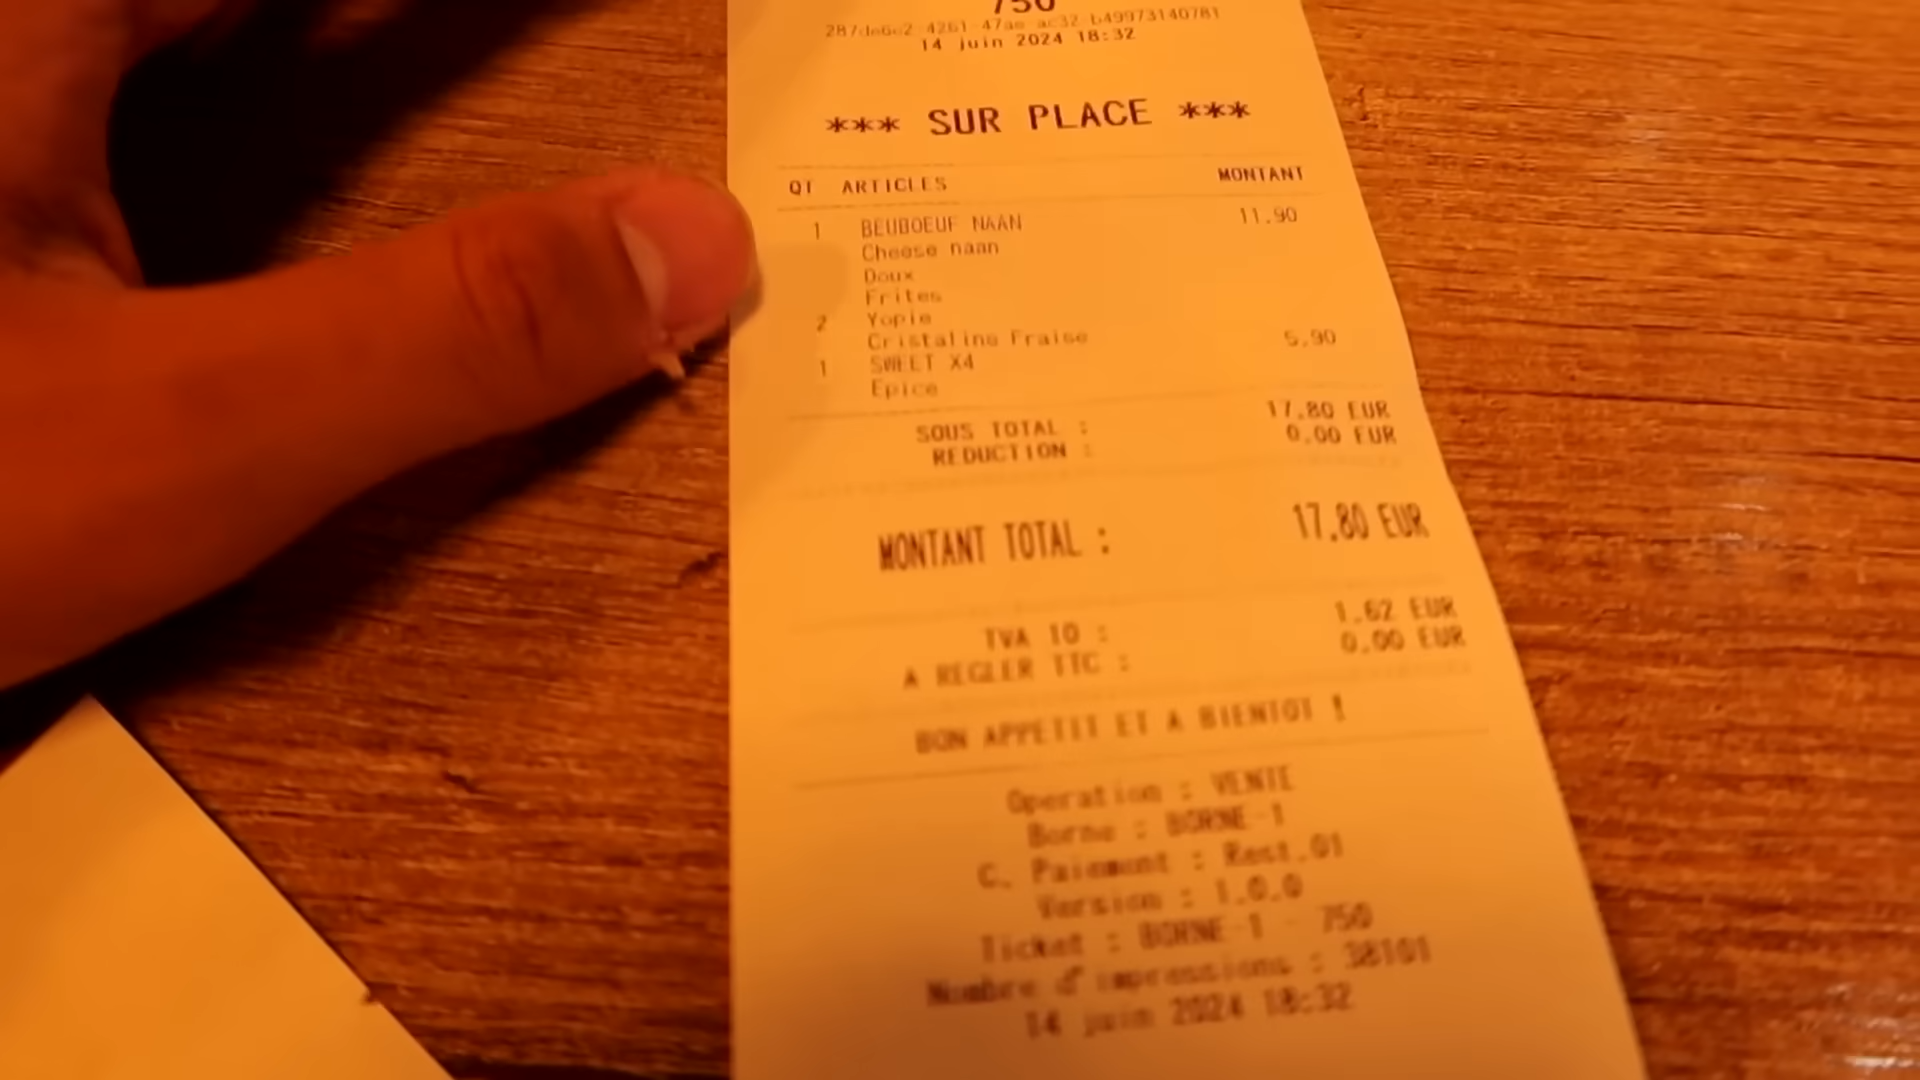 750
14 juin 2024 18:32
*** SUR PLACE ***
QT ARTICLES MONTANT
1 BEUBOEUF NAAN 11.90
Cheese naan
Doux
Frites
2 Yopie
Cristaline Fraise
1 SWEET X4 5.90
Epice
SOUS TOTAL : 17.80 EUR
REDUCTION : 0.00 EUR
MONTANT TOTAL : 17.80 EUR
TVA 10 : 1.62 EUR
A REGLER TTC : 0.00 EUR
BON APPETIT ET A BIENTOT !
Operation : VENTE
Borne : BORNE-1
C. Paiement : Rest.01
Version : 1.0.0
Ticket : BORNE-1 - 750
Nombre d'impressions : 38101
14 juin 2024 18:32